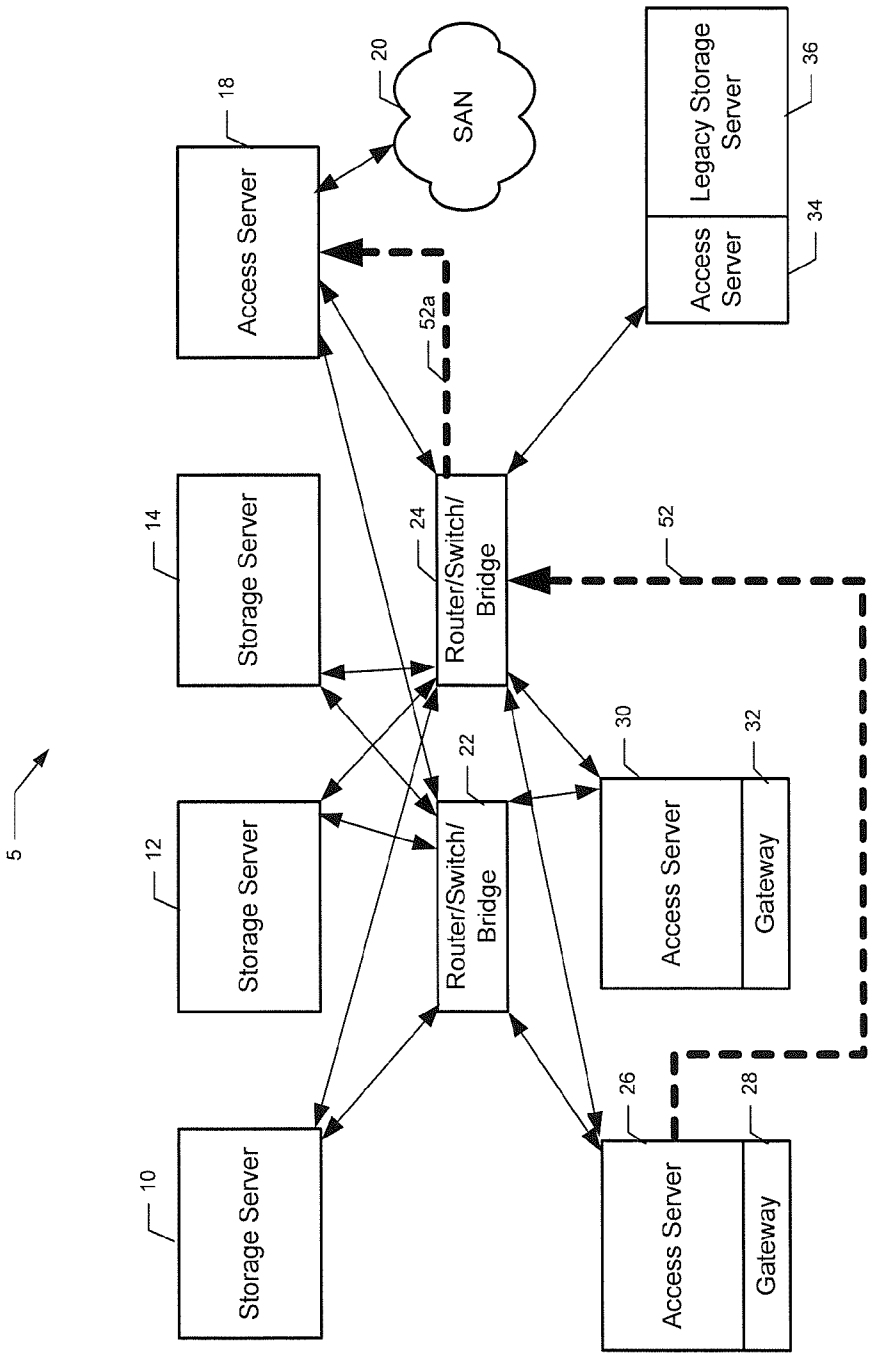 5
10
12
14
18
Storage Server
Storage Server
Storage Server
Access Server
20
SAN
52a
22
24
Router/Switch/
Bridge
Router/Switch/
Bridge
26
30
52
Access Server
Access Server
Access
Server
Legacy Storage
Server
28
32
Gateway
Gateway
34
36